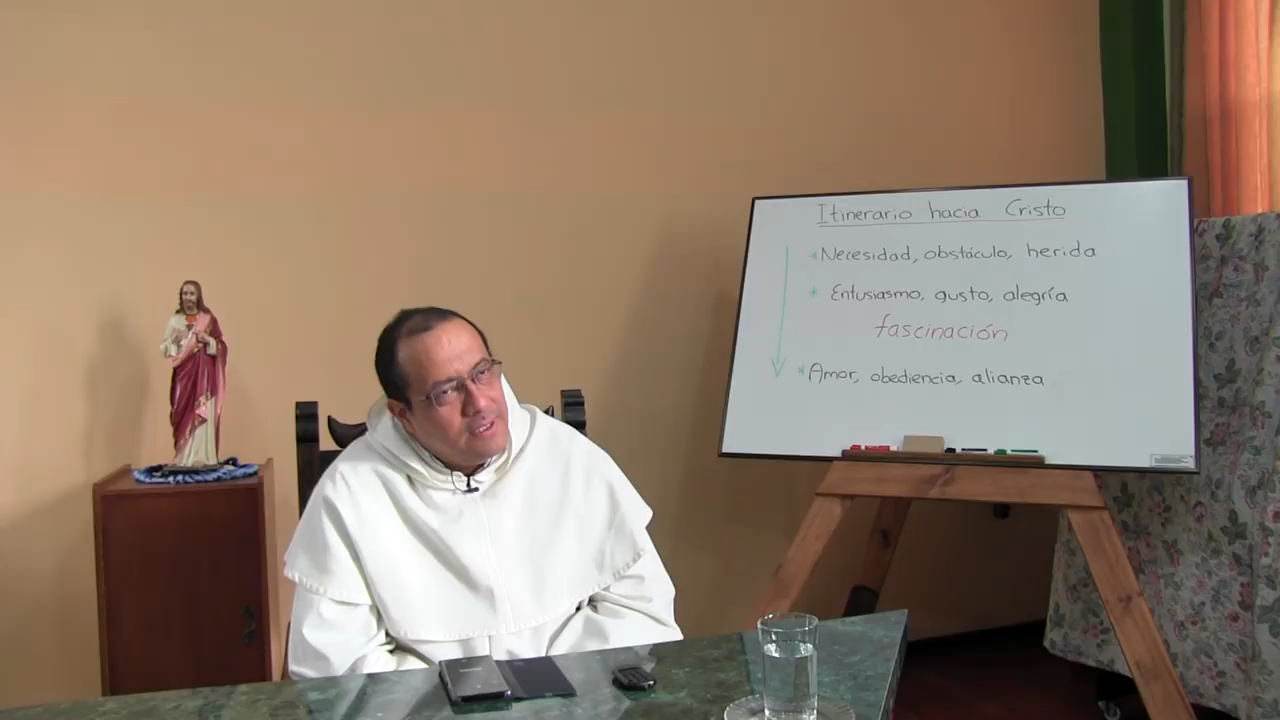 Itinerario hacia Cristo
* Necesidad, obstáculo, herida
* Entusiasmo, gusto, alegría
fascinación
* Amor, obediencia, alianza